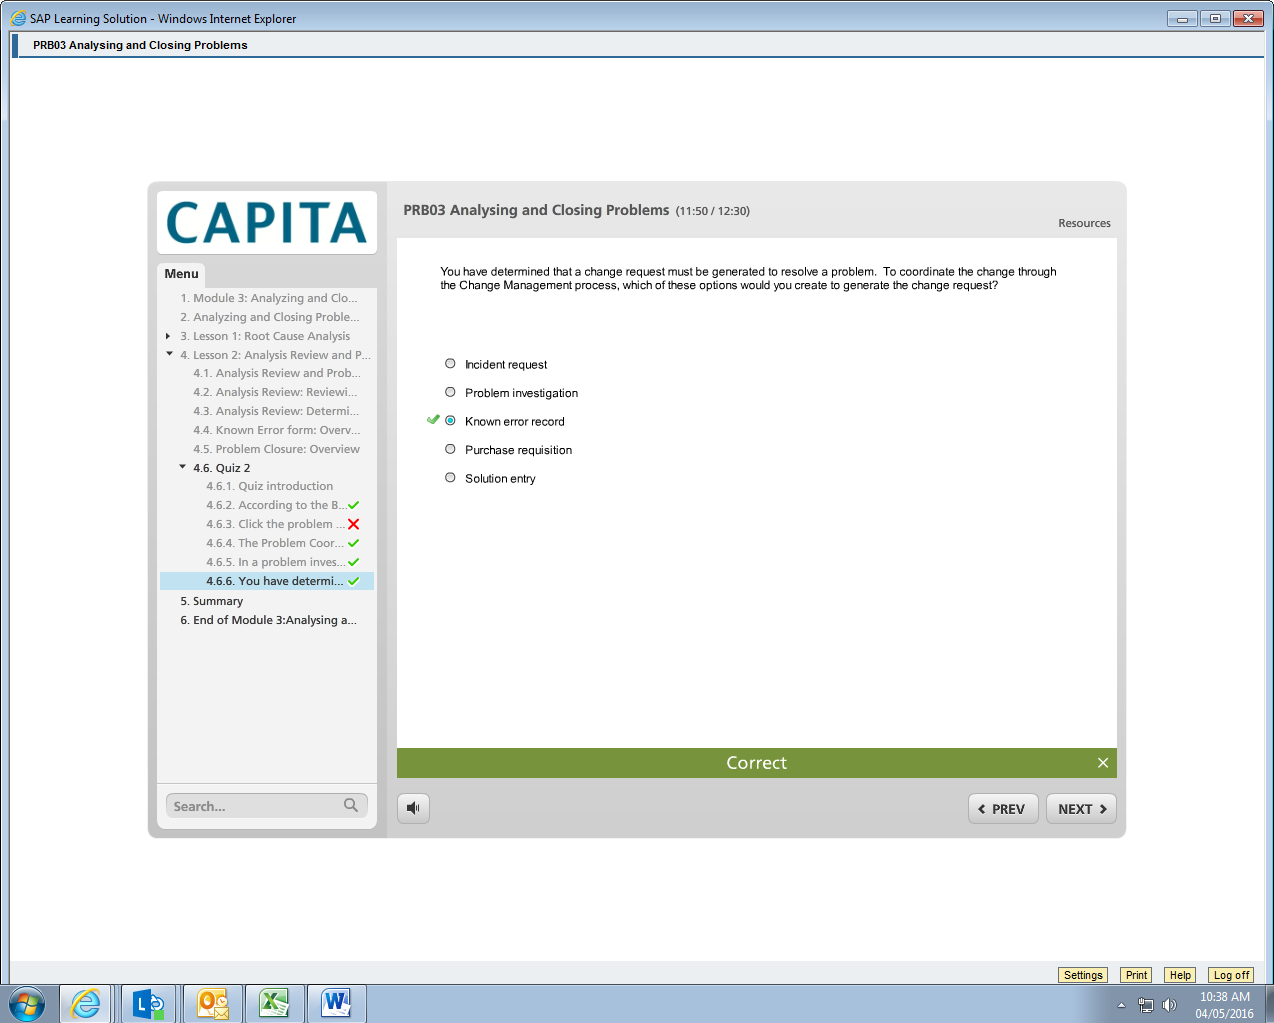 SAP Learning Solution - Windows Internet Explorer
PRB03 Analysing and Closing Problems
CAPITA
PRB03 Analysing and Closing Problems (11:50 / 12:30)
Resources
Menu
1. Module 3: Analyzing and Clo...
2. Analyzing and Closing Proble...
3. Lesson 1: Root Cause Analysis
4. Lesson 2: Analysis Review and P...
4.1. Analysis Review and Prob...
4.2. Analysis Review: Reviewi...
4.3. Analysis Review: Determi...
4.4. Known Error form: Overv...
4.5. Problem Closure: Overview
4.6. Quiz 2
4.6.1. Quiz introduction
4.6.2. According to the B...
4.6.3. Click the problem ...
4.6.4. The Problem Coor...
4.6.5. In a problem inves...
4.6.6. You have determi...
5. Summary
6. End of Module 3:Analysing a...
Search...
You have determined that a change request must be generated to resolve a problem. To coordinate the change through
the Change Management process, which of these options would you create to generate the change request?
Incident request
Problem investigation
Known error record
Purchase requisition
Solution entry
Correct
PREV
NEXT
Settings
Print
Help
Log off
10:38 AM
04/05/2016